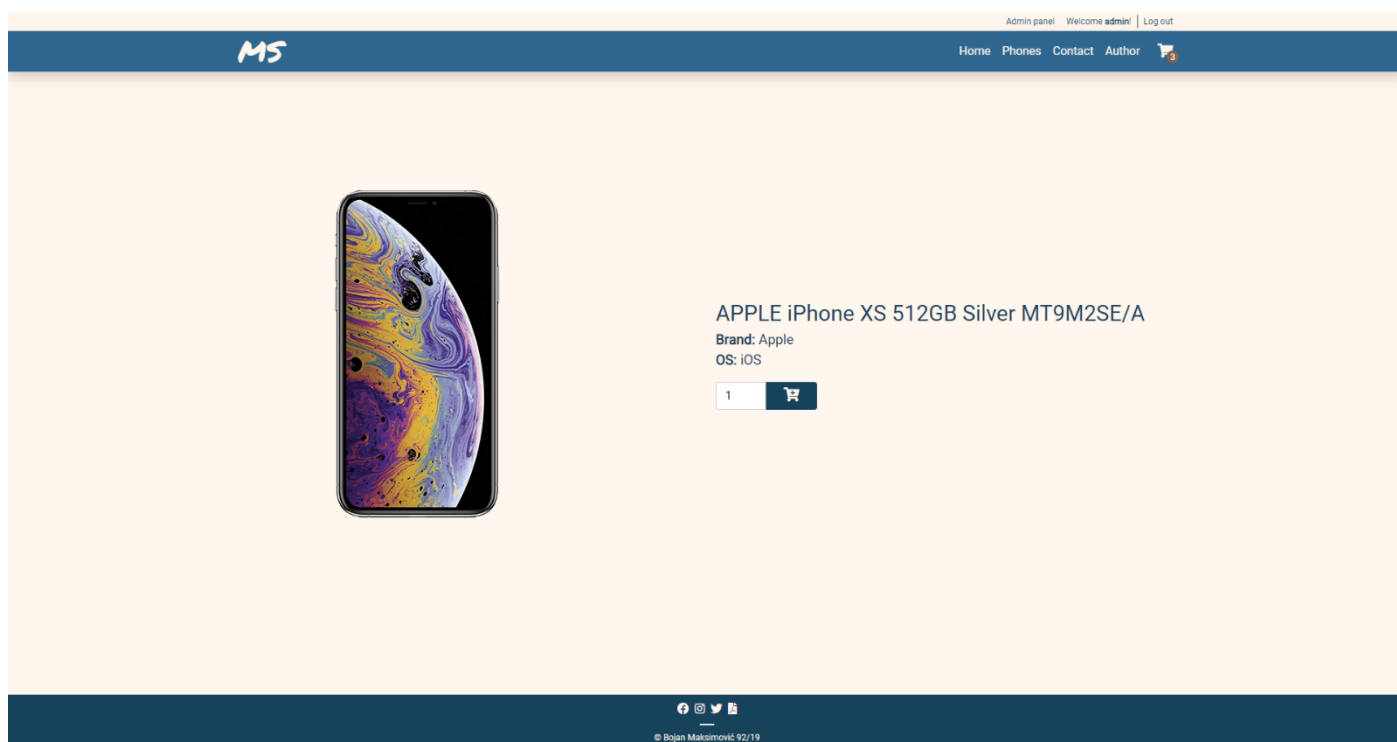 Admin panel Welcome admin! Log out
MS
Home Phones Contact Author 3
APPLE iPhone XS 512GB Silver MT9M2SE/A
Brand: Apple
OS: iOS
1
© Bojan Maksimović 92/19